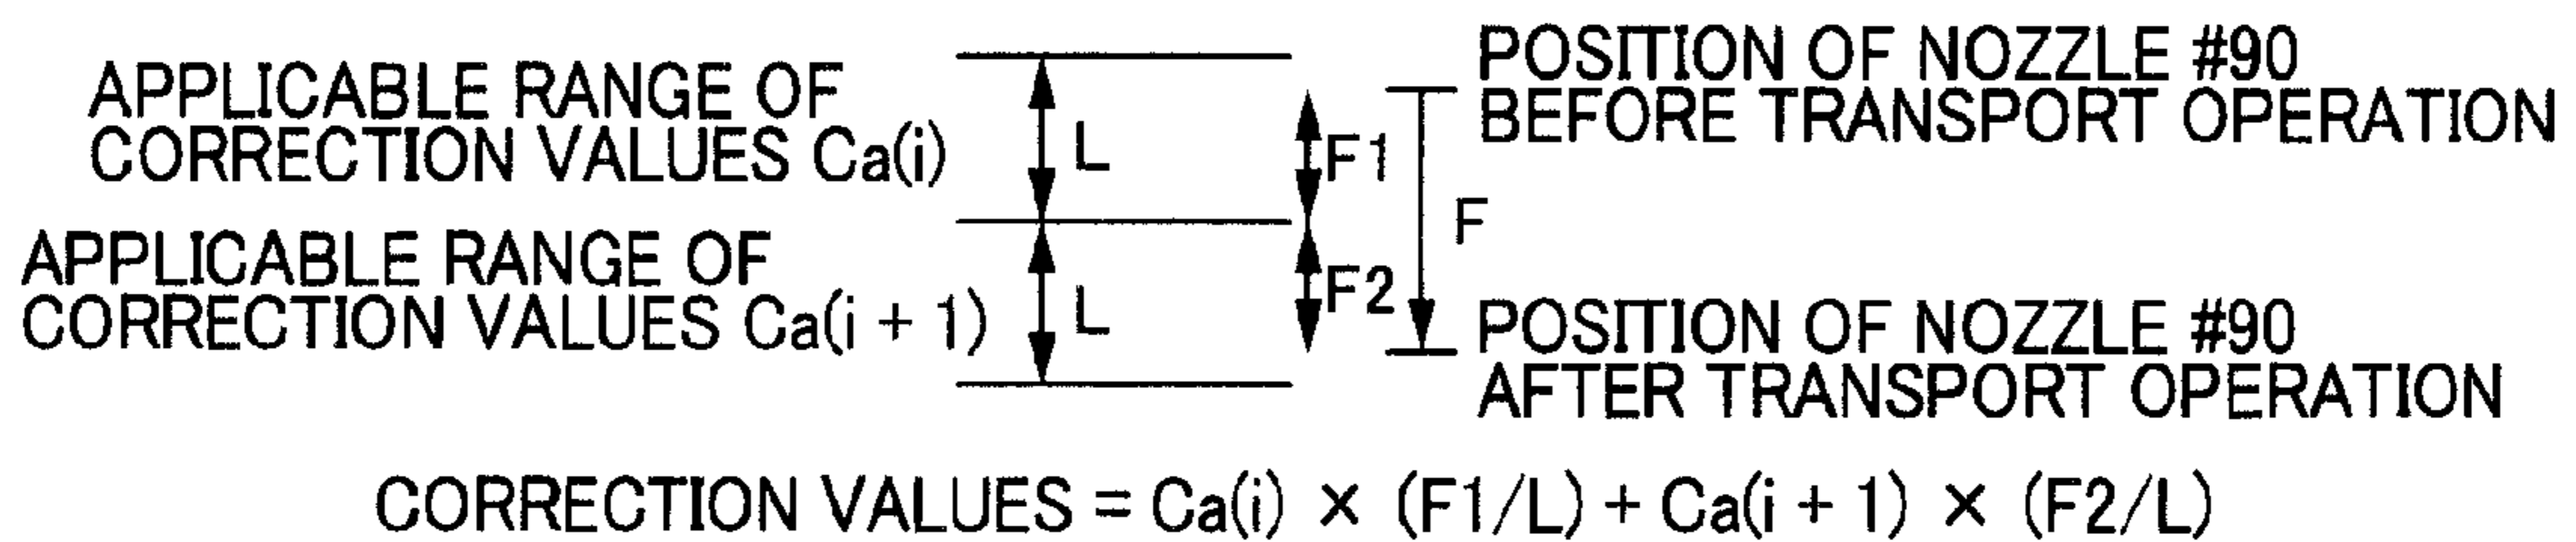 APPLICABLE RANGE OF
CORRECTION VALUES Ca(i)
L
F1
POSITION OF NOZZLE #90
BEFORE TRANSPORT OPERATION
F
APPLICABLE RANGE OF
CORRECTION VALUES Ca(i + 1)
L
F2
POSITION OF NOZZLE #90
AFTER TRANSPORT OPERATION
CORRECTION VALUES = Ca(i) × (F1/L) + Ca(i + 1) × (F2/L)